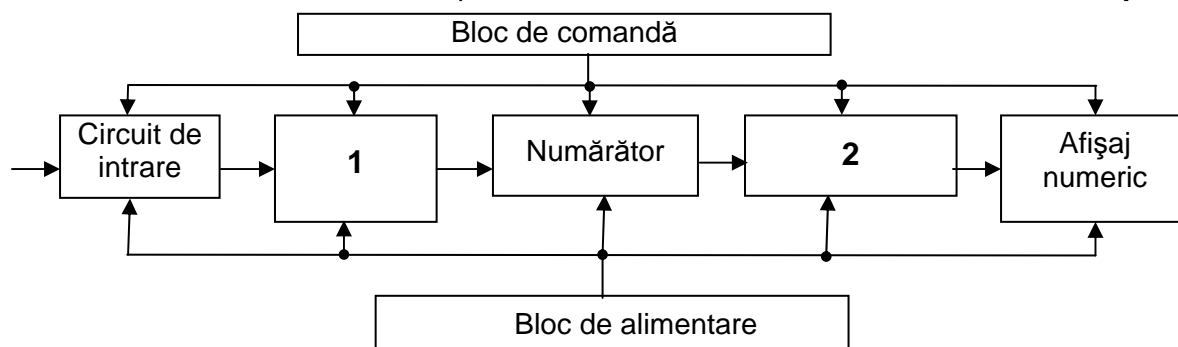 Bloc de comandă
Circuit de
intrare
1
Numărător
2
Afişaj
numeric
Bloc de alimentare